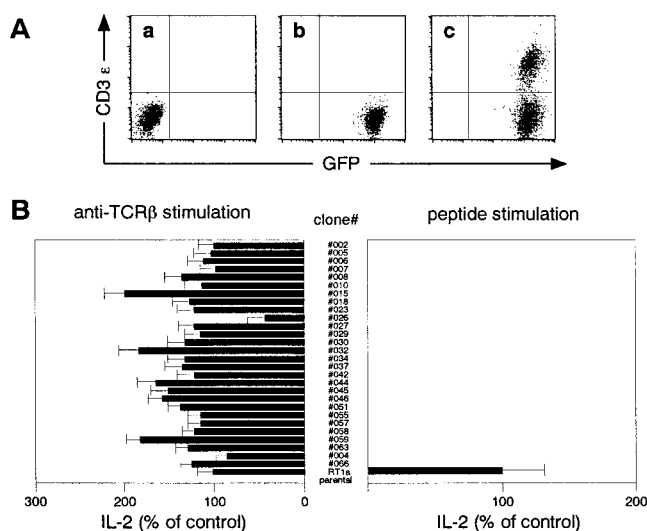 A
a
b
c
CD3 ε
GFP
B
anti-TCRβ stimulation
clone#
peptide stimulation
#002
#005
#006
#007
#008
#010
#015
#018
#023
#026
#027
#029
#030
#032
#034
#037
#042
#044
#045
#046
#051
#055
#057
#058
#059
#063
#004
#066
RT1a
parental
300
200
100
0
100
200
IL-2 (% of control)
IL-2 (% of control)